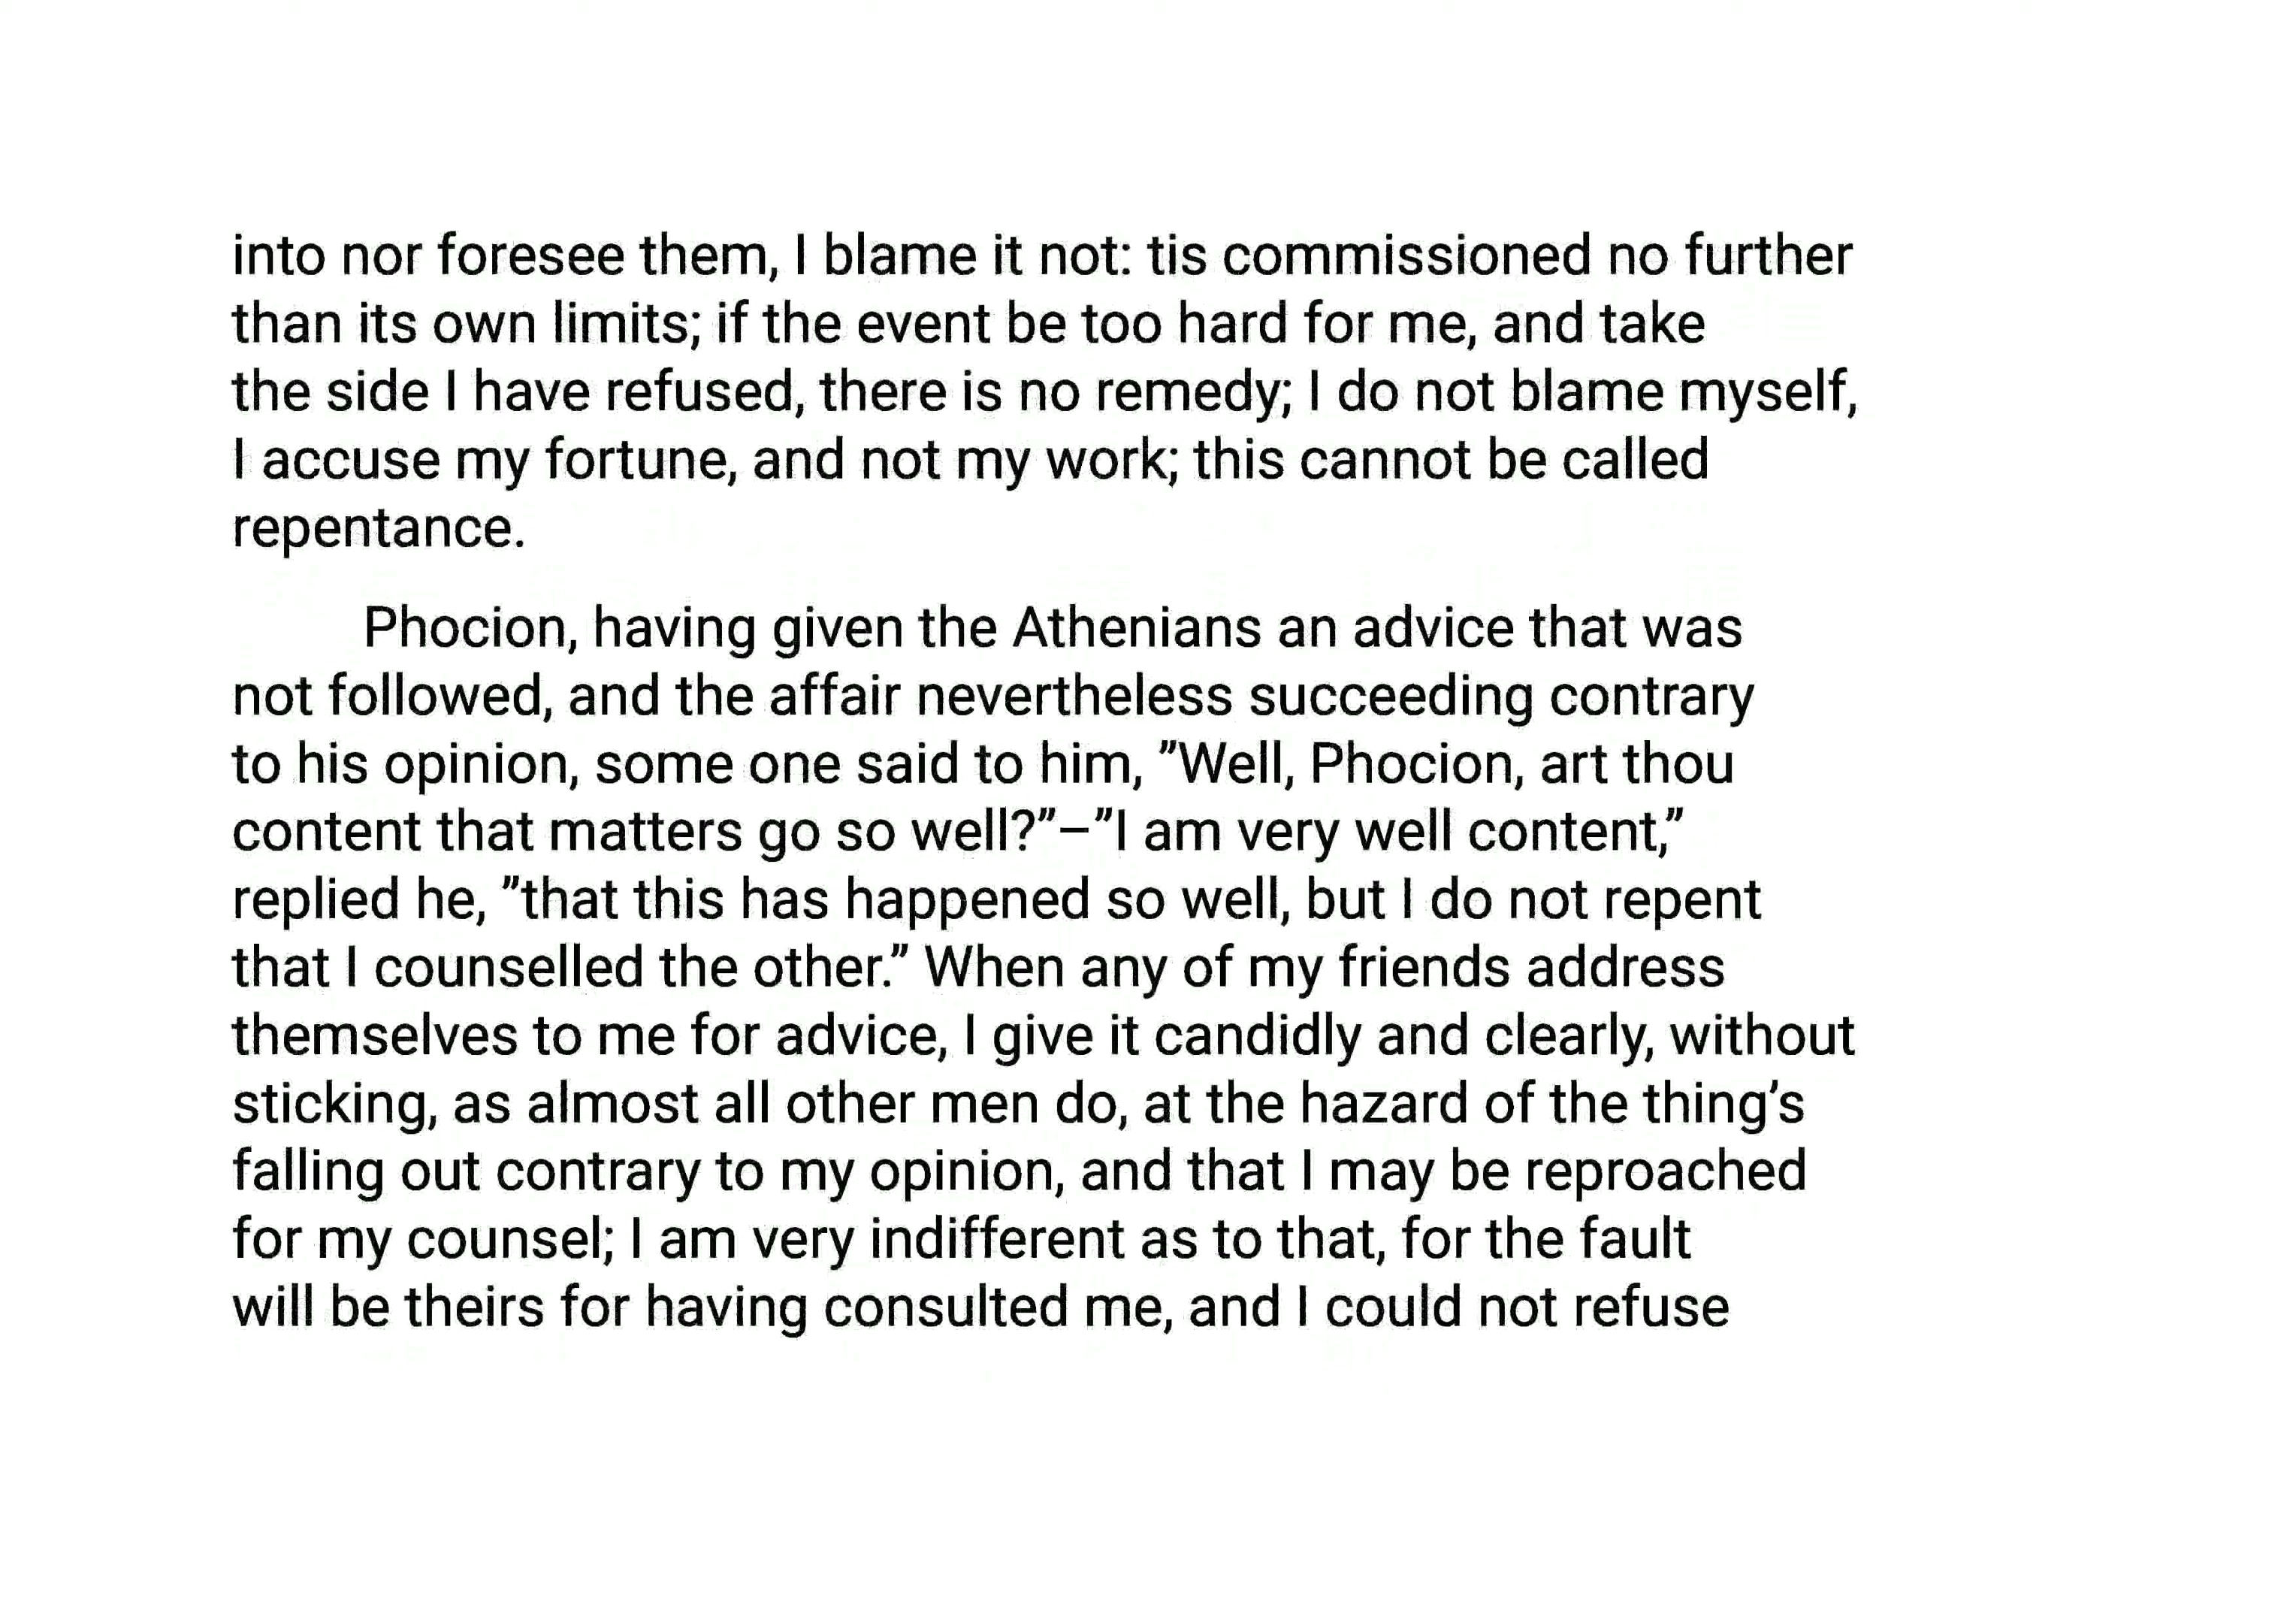 into nor foresee them, I blame it not: tis commissioned no further
than its own limits; if the event be too hard for me, and take
the side I have refused, there is no remedy; I do not blame myself,
I accuse my fortune, and not my work; this cannot be called
repentance.
Phocion, having given the Athenians an advice that was
not followed, and the affair nevertheless succeeding contrary
to his opinion, some one said to him, ”Well, Phocion, art thou
content that matters go so well?”–”I am very well content,”
replied he, ”that this has happened so well, but I do not repent
that I counselled the other.” When any of my friends address
themselves to me for advice, I give it candidly and clearly, without
sticking, as almost all other men do, at the hazard of the thing’s
falling out contrary to my opinion, and that I may be reproached
for my counsel; I am very indifferent as to that, for the fault
will be theirs for having consulted me, and I could not refuse